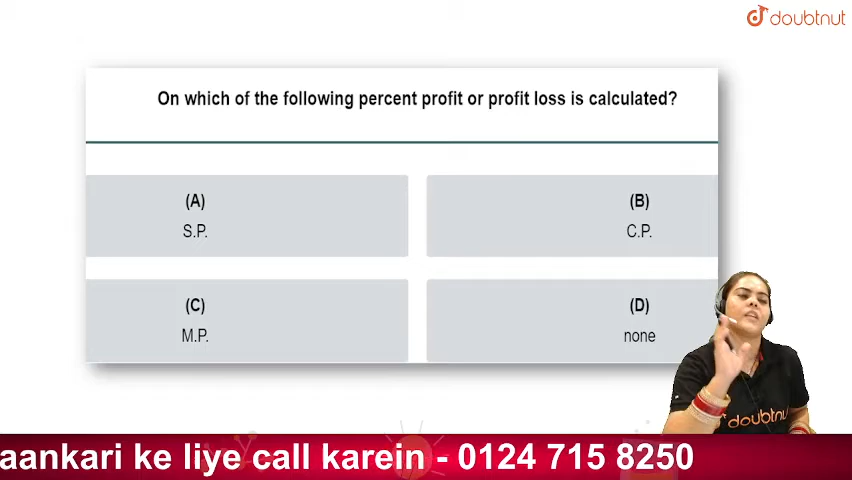 doubtnut
On which of the following percent profit or profit loss is calculated?
(A)
S.P.
(B)
C.P.
(C)
M.P.
(D)
none
doubtnut
aankari ke liye call karein - 0124 715 8250